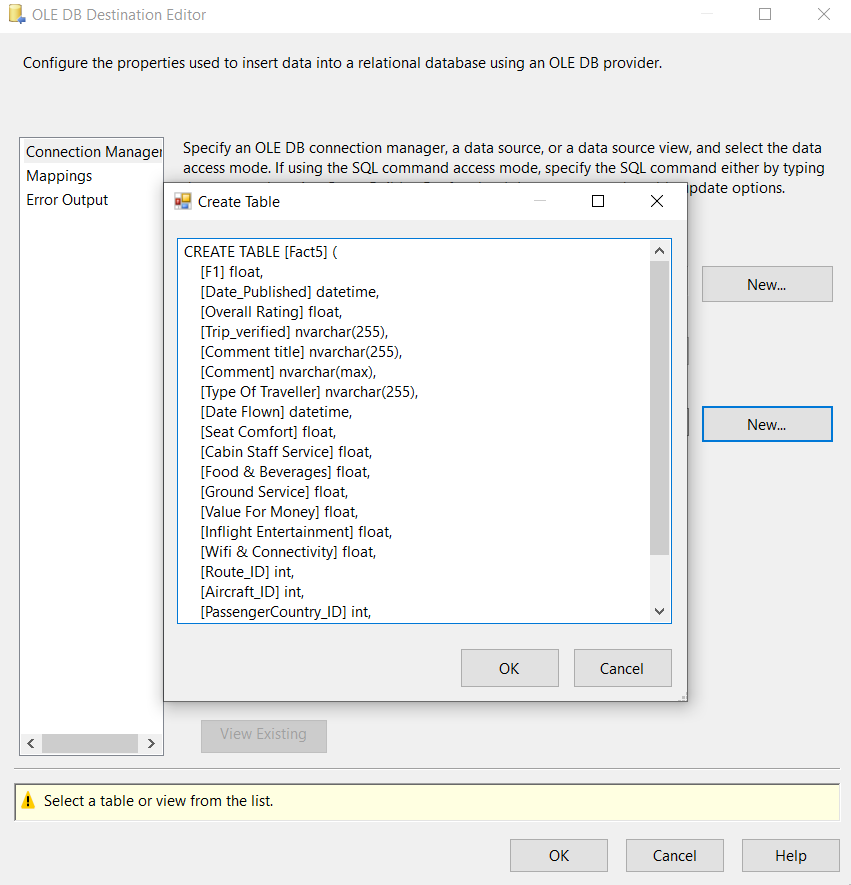 OLE DB Destination Editor
Configure the properties used to insert data into a relational database using an OLE DB provider.
Connection Manager
Mappings
Error Output
Specify an OLE DB connection manager, a data source, or a data source view, and select the data
access mode. If using the SQL command access mode, specify the SQL command either by typing
update options.
Create Table
CREATE TABLE [Fact5] (
[F1] float,
[Date_Published] datetime,
[Overall Rating] float,
[Trip_verified] nvarchar(255),
[Comment title] nvarchar(255),
[Comment] nvarchar(max),
[Type Of Traveller] nvarchar(255),
[Date Flown] datetime,
[Seat Comfort] float,
[Cabin Staff Service] float,
[Food & Beverages] float,
[Ground Service] float,
[Value For Money] float,
[Inflight Entertainment] float,
[Wifi & Connectivity] float,
[Route_ID] int,
[Aircraft_ID] int,
[PassengerCountry_ID] int,
OK
Cancel
New...
New...
View Existing
Select a table or view from the list.
OK
Cancel
Help